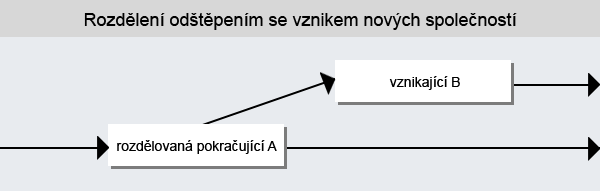 Rozdělení odštěpením se vznikem nových společností
vznikající B
rozdělovaná pokračující A